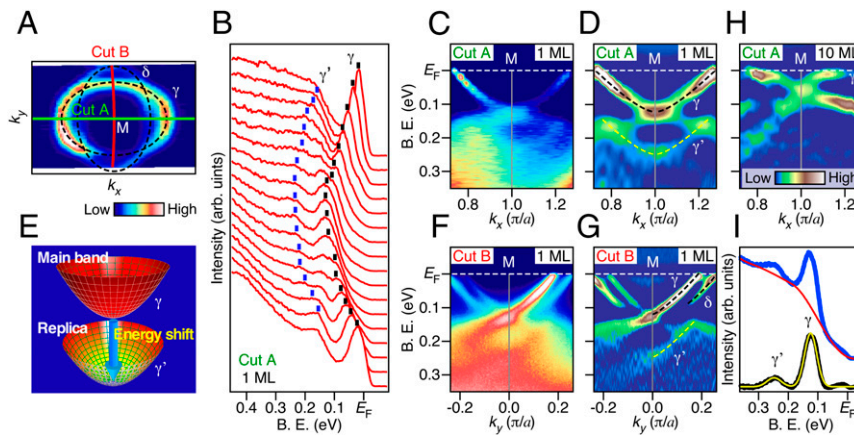 A
Cut B
δ
γ
Cut A
M
k_y
k_x
Low High
B
γ' γ
Intensity (arb. uints)
Cut A
1 ML
0.4 0.3 0.2 0.1 E_F
B. E. (eV)
C
Cut A M 1 ML
E_F
0.1
0.2
0.3
B. E. (eV)
0.8 1.0 1.2
k_x (π/a)
D
Cut A M 1 ML
γ
γ'
0.8 1.0 1.2
k_x (π/a)
H
Cut A M 10 ML
γ
Low High
0.8 1.0 1.2
k_x (π/a)
E
Main band
γ
Replica
Energy shift
γ'
F
Cut B M 1 ML
E_F
0.1
0.2
0.3
B. E. (eV)
-0.2 0.0 0.2
k_y (π/a)
G
Cut B M 1 ML
γ
δ
γ'
-0.2 0.0 0.2
k_y (π/a)
I
Intensity (arb. units)
γ
γ'
0.3 0.2 0.1 E_F
B. E. (eV)